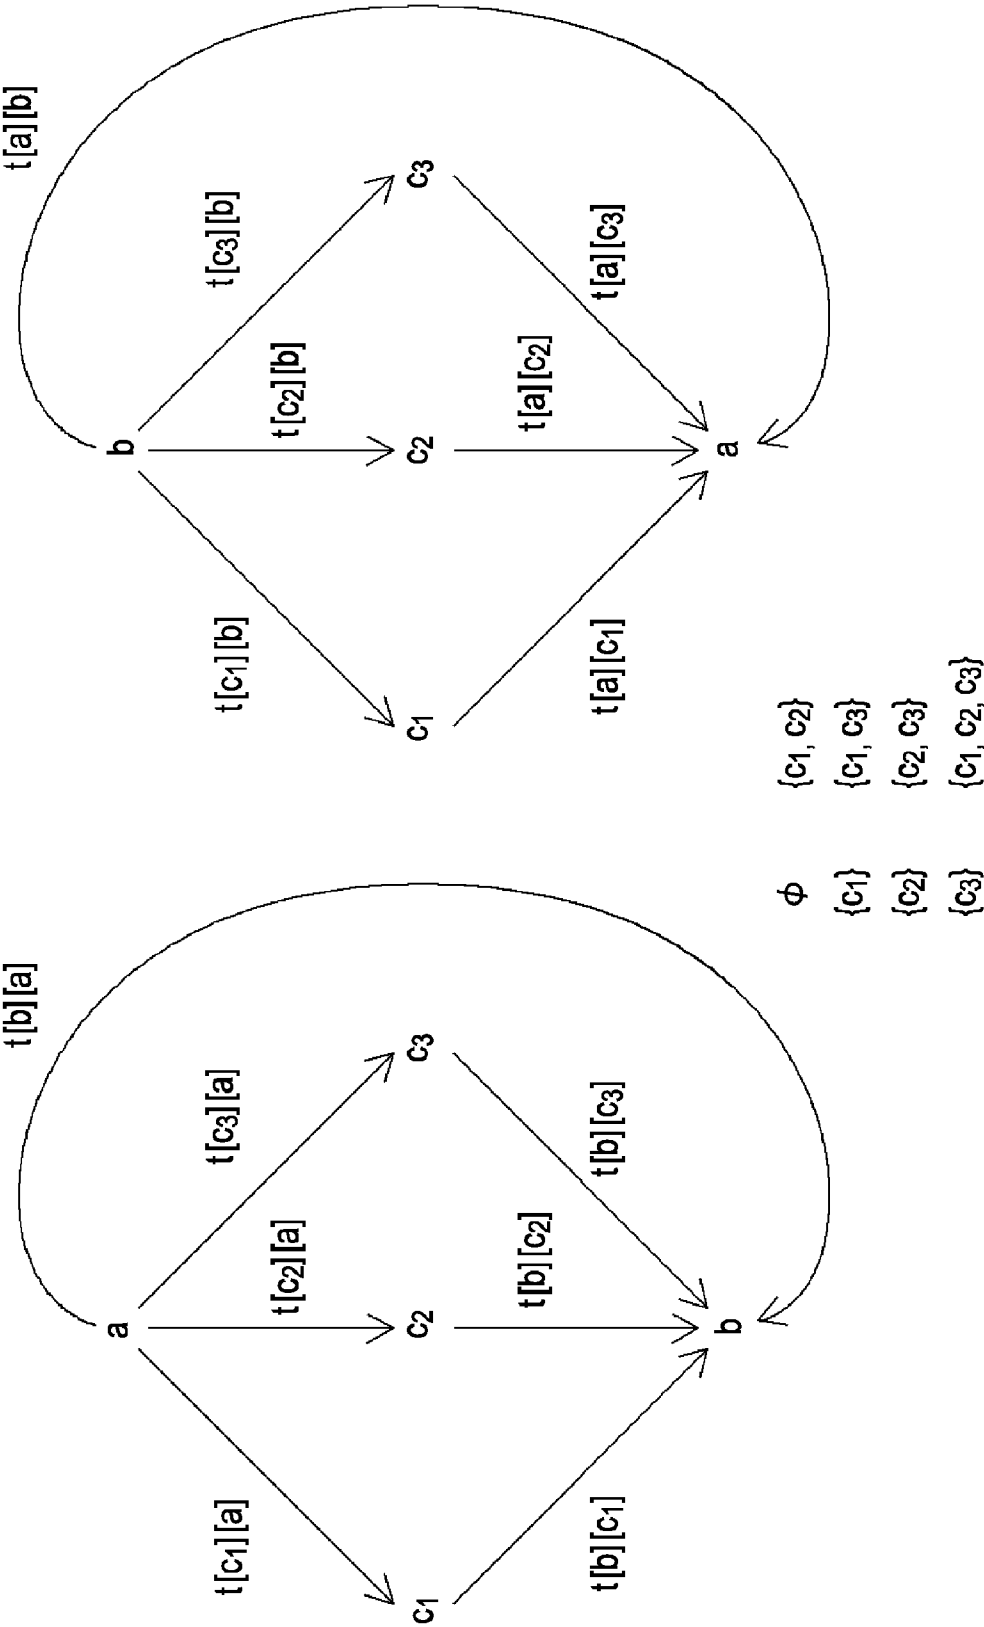 t[b][a]
a
t[c1][a] t[c3][a]
t[c2][a]
c1 c2 c3
t[b][c2]
t[b][c1] t[b][c3]
b
t[a][b]
b
t[c1][b] t[c3][b]
t[c2][b]
c1 c2 c3
t[a][c2]
t[a][c1] t[a][c3]
a
ϕ {c1, c2}
{c1} {c1, c3}
{c2} {c2, c3}
{c3} {c1, c2, c3}